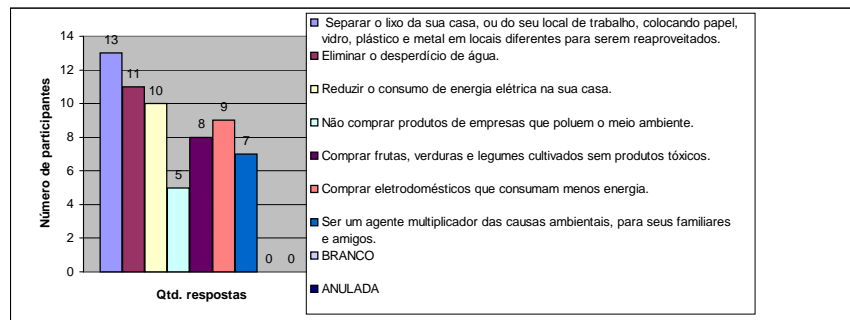 Número de participantes
14
12
10
8
6
4
2
0
13
11
10
5
8
9
7
0
0
Qtd. respostas
Separar o lixo da sua casa, ou do seu local de trabalho, colocando papel,
vidro, plástico e metal em locais diferentes para serem reaproveitados.
Eliminar o desperdício de água.
Reduzir o consumo de energia elétrica na sua casa.
Não comprar produtos de empresas que poluem o meio ambiente.
Comprar frutas, verduras e legumes cultivados sem produtos tóxicos.
Comprar eletrodomésticos que consumam menos energia.
Ser um agente multiplicador das causas ambientais, para seus familiares
e amigos.
BRANCO
ANULADA